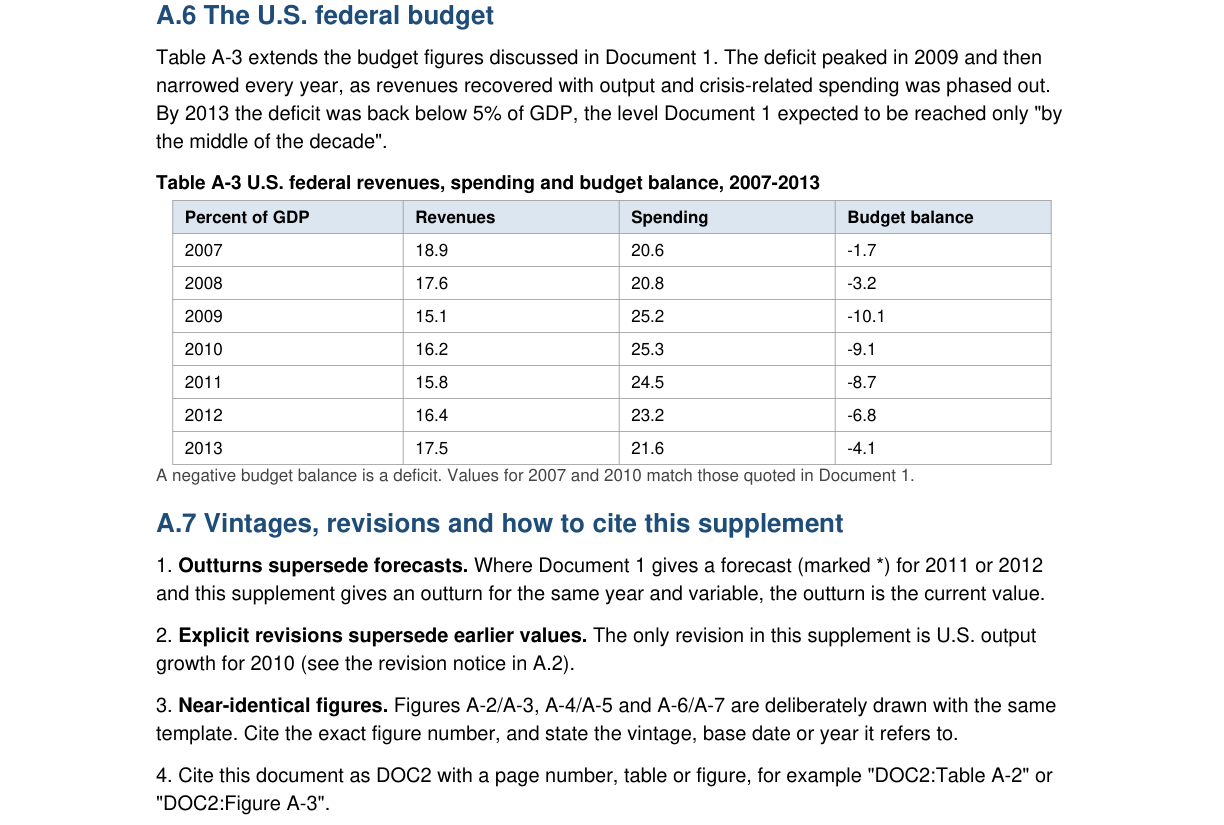 A.6 The U.S. federal budget
Table A-3 extends the budget figures discussed in Document 1. The deficit peaked in 2009 and then
narrowed every year, as revenues recovered with output and crisis-related spending was phased out.
By 2013 the deficit was back below 5% of GDP, the level Document 1 expected to be reached only "by
the middle of the decade".
Table A-3 U.S. federal revenues, spending and budget balance, 2007-2013
Percent of GDP Revenues Spending Budget balance
2007 18.9 20.6 -1.7
2008 17.6 20.8 -3.2
2009 15.1 25.2 -10.1
2010 16.2 25.3 -9.1
2011 15.8 24.5 -8.7
2012 16.4 23.2 -6.8
2013 17.5 21.6 -4.1
A negative budget balance is a deficit. Values for 2007 and 2010 match those quoted in Document 1.
A.7 Vintages, revisions and how to cite this supplement
1. Outturns supersede forecasts. Where Document 1 gives a forecast (marked *) for 2011 or 2012
and this supplement gives an outturn for the same year and variable, the outturn is the current value.
2. Explicit revisions supersede earlier values. The only revision in this supplement is U.S. output
growth for 2010 (see the revision notice in A.2).
3. Near-identical figures. Figures A-2/A-3, A-4/A-5 and A-6/A-7 are deliberately drawn with the same
template. Cite the exact figure number, and state the vintage, base date or year it refers to.
4. Cite this document as DOC2 with a page number, table or figure, for example "DOC2:Table A-2" or
"DOC2:Figure A-3".